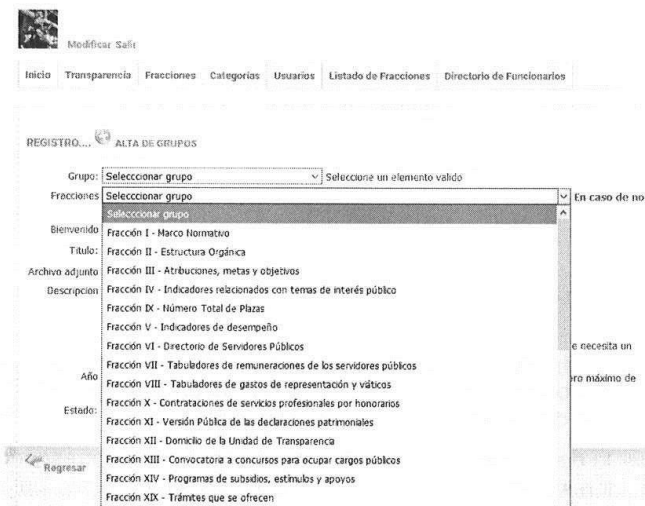 Modificar Salir
Inicio Transparencia Fracciones Categorias Usuarios Listado de Fracciones Directorio de Funcionarios
REGISTRO.... ALTA DE GRUPOS
Grupo: Selecccionar grupo Seleccione un elemento valido
Fracciones Selecccionar grupo En caso de no
Selecccionar grupo
Bienvenido Fracción I - Marco Normativo
Titulo: Fracción II - Estructura Orgánica
Archivo adjunto Fracción III - Atribuciones, metas y objetivos
Descripcion Fracción IV - Indicadores relacionados con temas de interés público
Fracción IX - Número Total de Plazas
Fracción V - Indicadores de desempeño
Fracción VI - Directorio de Servidores Públicos e necesita un
Fracción VII - Tabuladores de remuneraciones de los servidores públicos
Año Fracción VIII - Tabuladores de gastos de representación y viáticos ero máximo de
Fracción X - Contrataciones de servicios profesionales por honorarios
Estado: Fracción XI - Versión Pública de las declaraciones patrimoniales
Fracción XII - Domicilio de la Unidad de Transparencia
Regresar Fracción XIII - Convocatoria a concursos para ocupar cargos públicos
Fracción XIV - Programas de subsidios, estímulos y apoyos
Fracción XIX - Trámites que se ofrecen